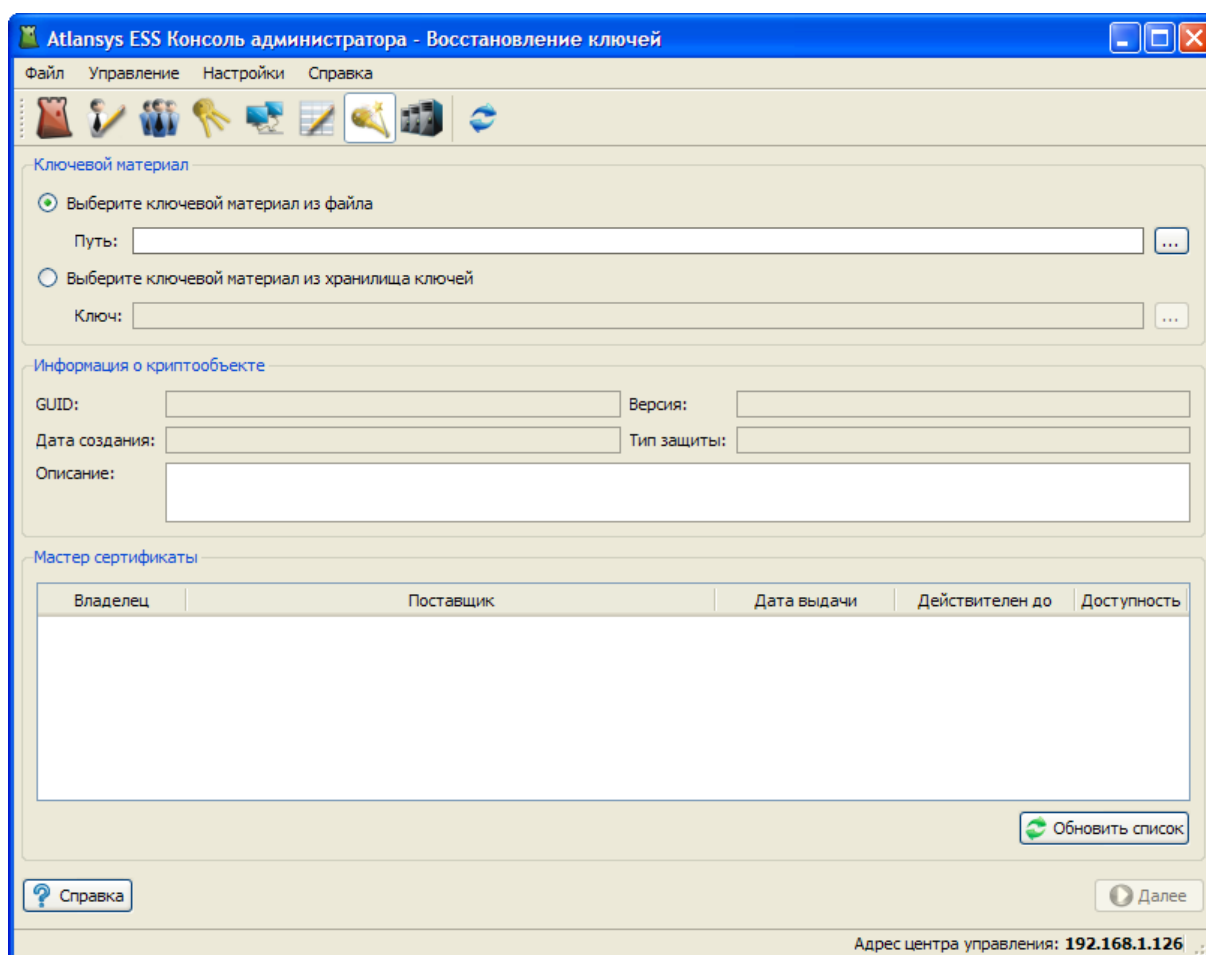 Atlansys ESS Консоль администратора - Восстановление ключей
Файл Управление Настройки Справка
Ключевой материал
Выберите ключевой материал из файла
Путь: ...
Выберите ключевой материал из хранилища ключей
Ключ: ...
Информация о криптообъекте
GUID: Версия:
Дата создания: Тип защиты:
Описание:
Мастер сертификаты
Владелец Поставщик Дата выдачи Действителен до Доступность
Обновить список
Справка Далее
Адрес центра управления: 192.168.1.126